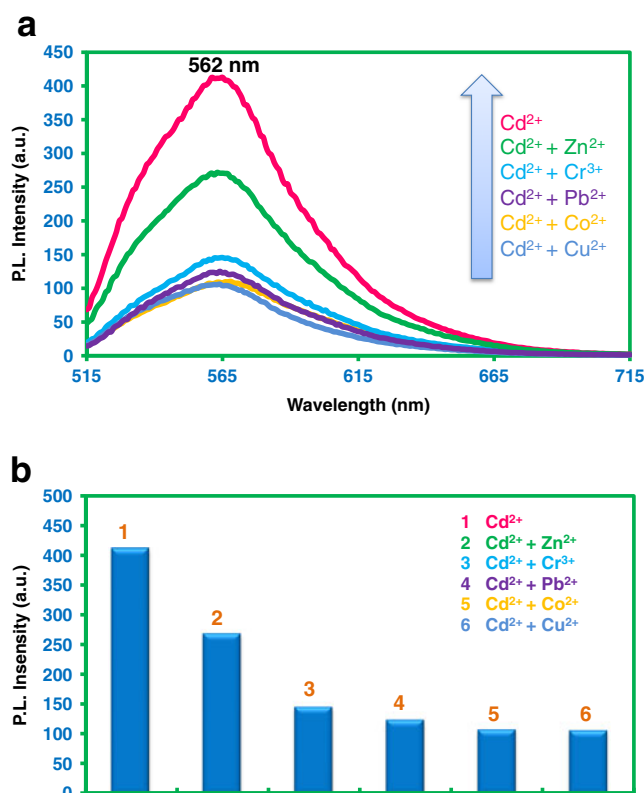 a
450
400
350
300
250
200
150
100
50
0
P.L. Intensity (a.u.)
562 nm
Cd²⁺
Cd²⁺ + Zn²⁺
Cd²⁺ + Cr³⁺
Cd²⁺ + Pb²⁺
Cd²⁺ + Co²⁺
Cd²⁺ + Cu²⁺
515 565 615 665 715
Wavelength (nm)
b
500
450
400
350
300
250
200
150
100
50
0
P.L. Insensity (a.u.)
1
2
3
4
5
6
1 Cd²⁺
2 Cd²⁺ + Zn²⁺
3 Cd²⁺ + Cr³⁺
4 Cd²⁺ + Pb²⁺
5 Cd²⁺ + Co²⁺
6 Cd²⁺ + Cu²⁺